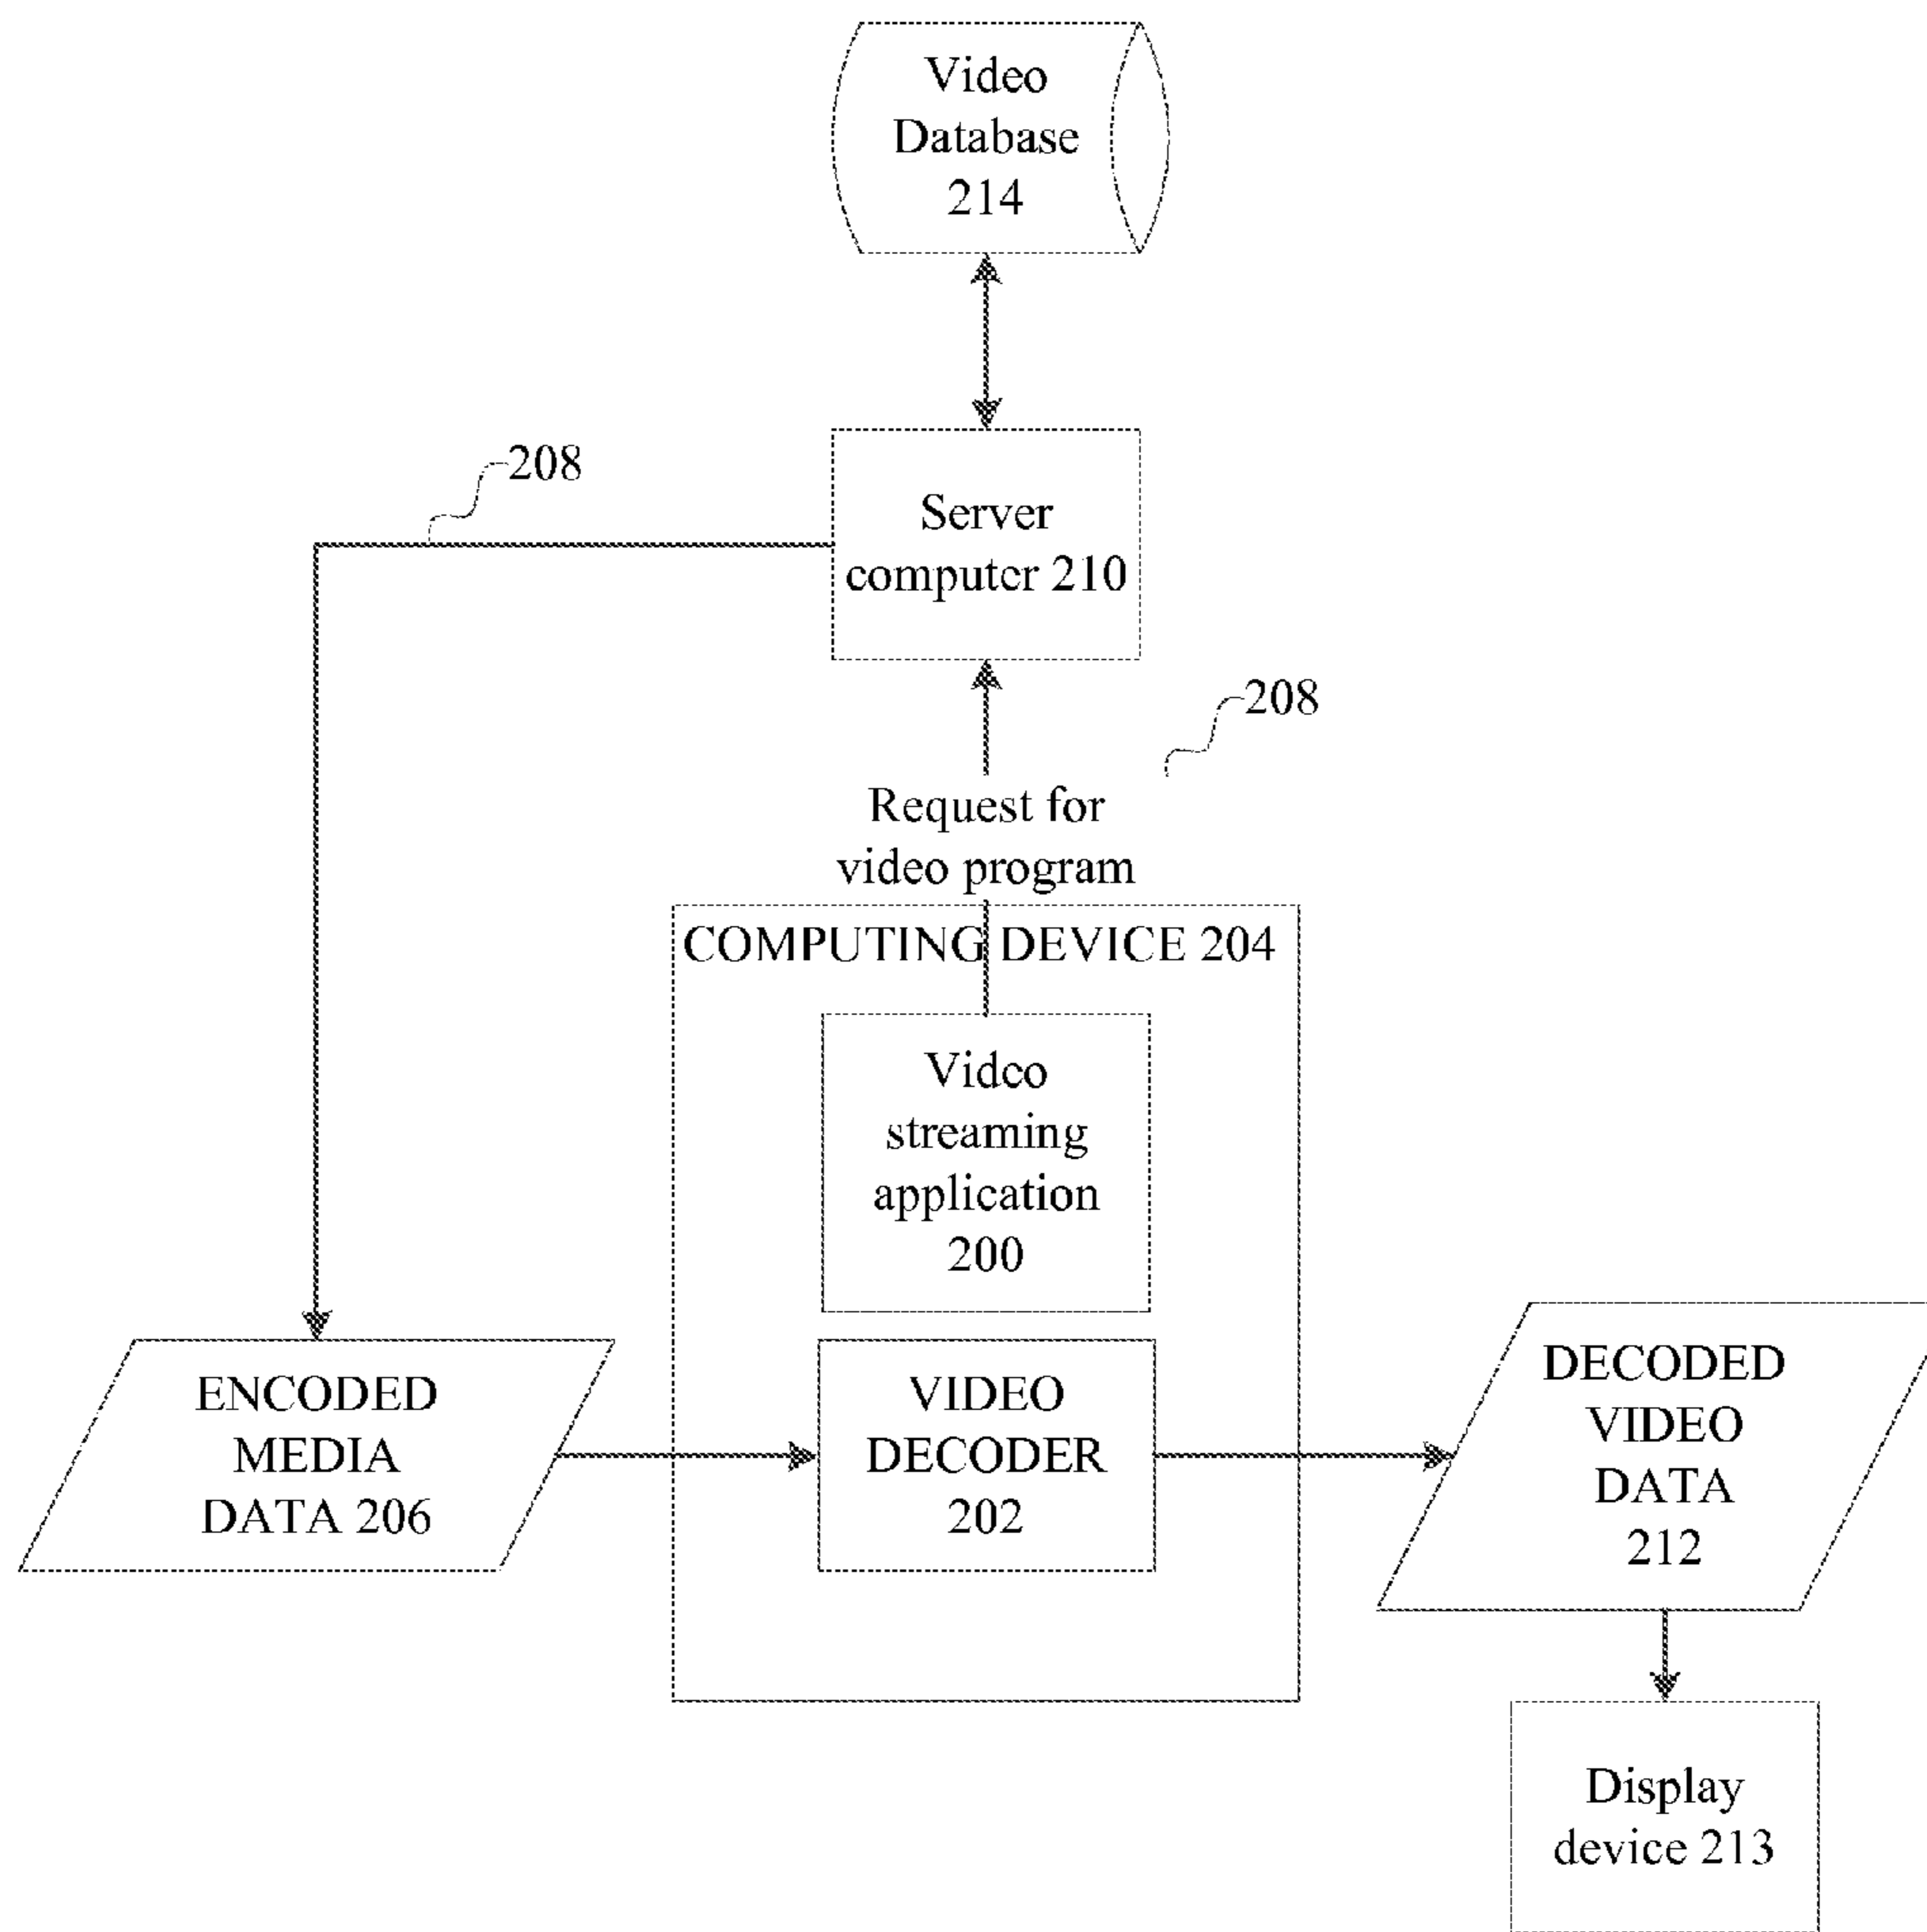 Video
Database
214
208
Server
computer 210
208
Request for
video program
COMPUTING DEVICE 204
Video
streaming
application
200
ENCODED
MEDIA
DATA 206
VIDEO
DECODER
202
DECODED
VIDEO
DATA
212
Display
device 213